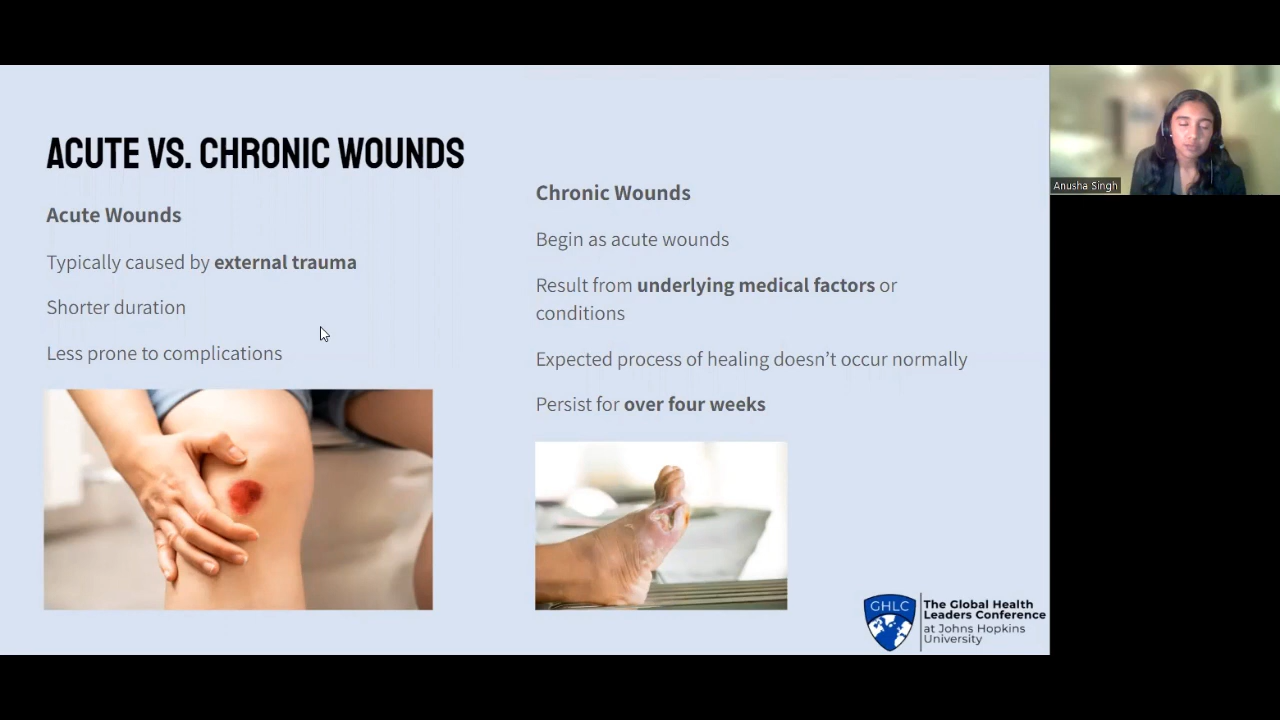 ACUTE VS. CHRONIC WOUNDS
Acute Wounds
Typically caused by external trauma
Shorter duration
Less prone to complications
Chronic Wounds
Begin as acute wounds
Result from underlying medical factors or
conditions
Expected process of healing doesn’t occur normally
Persist for over four weeks
GHLC
The Global Health
Leaders Conference
at Johns Hopkins
University
Anusha Singh